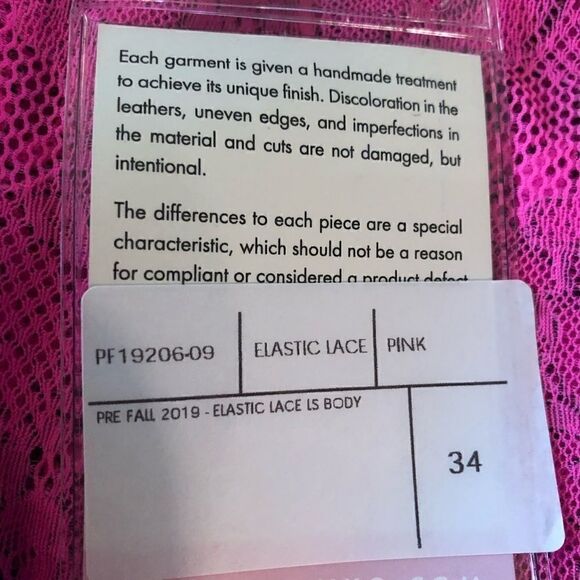 Each garment is given a handmade treatment
to achieve its unique finish. Discoloration in the
leathers, uneven edges, and imperfections in
the material and cuts are not damaged, but
intentional.
The differences to each piece are a special
characteristic, which should not be a reason
for compliant or considered a product defect
PF19206-09
ELASTIC LACE
PINK
PRE FALL 2019 - ELASTIC LACE LS BODY
34